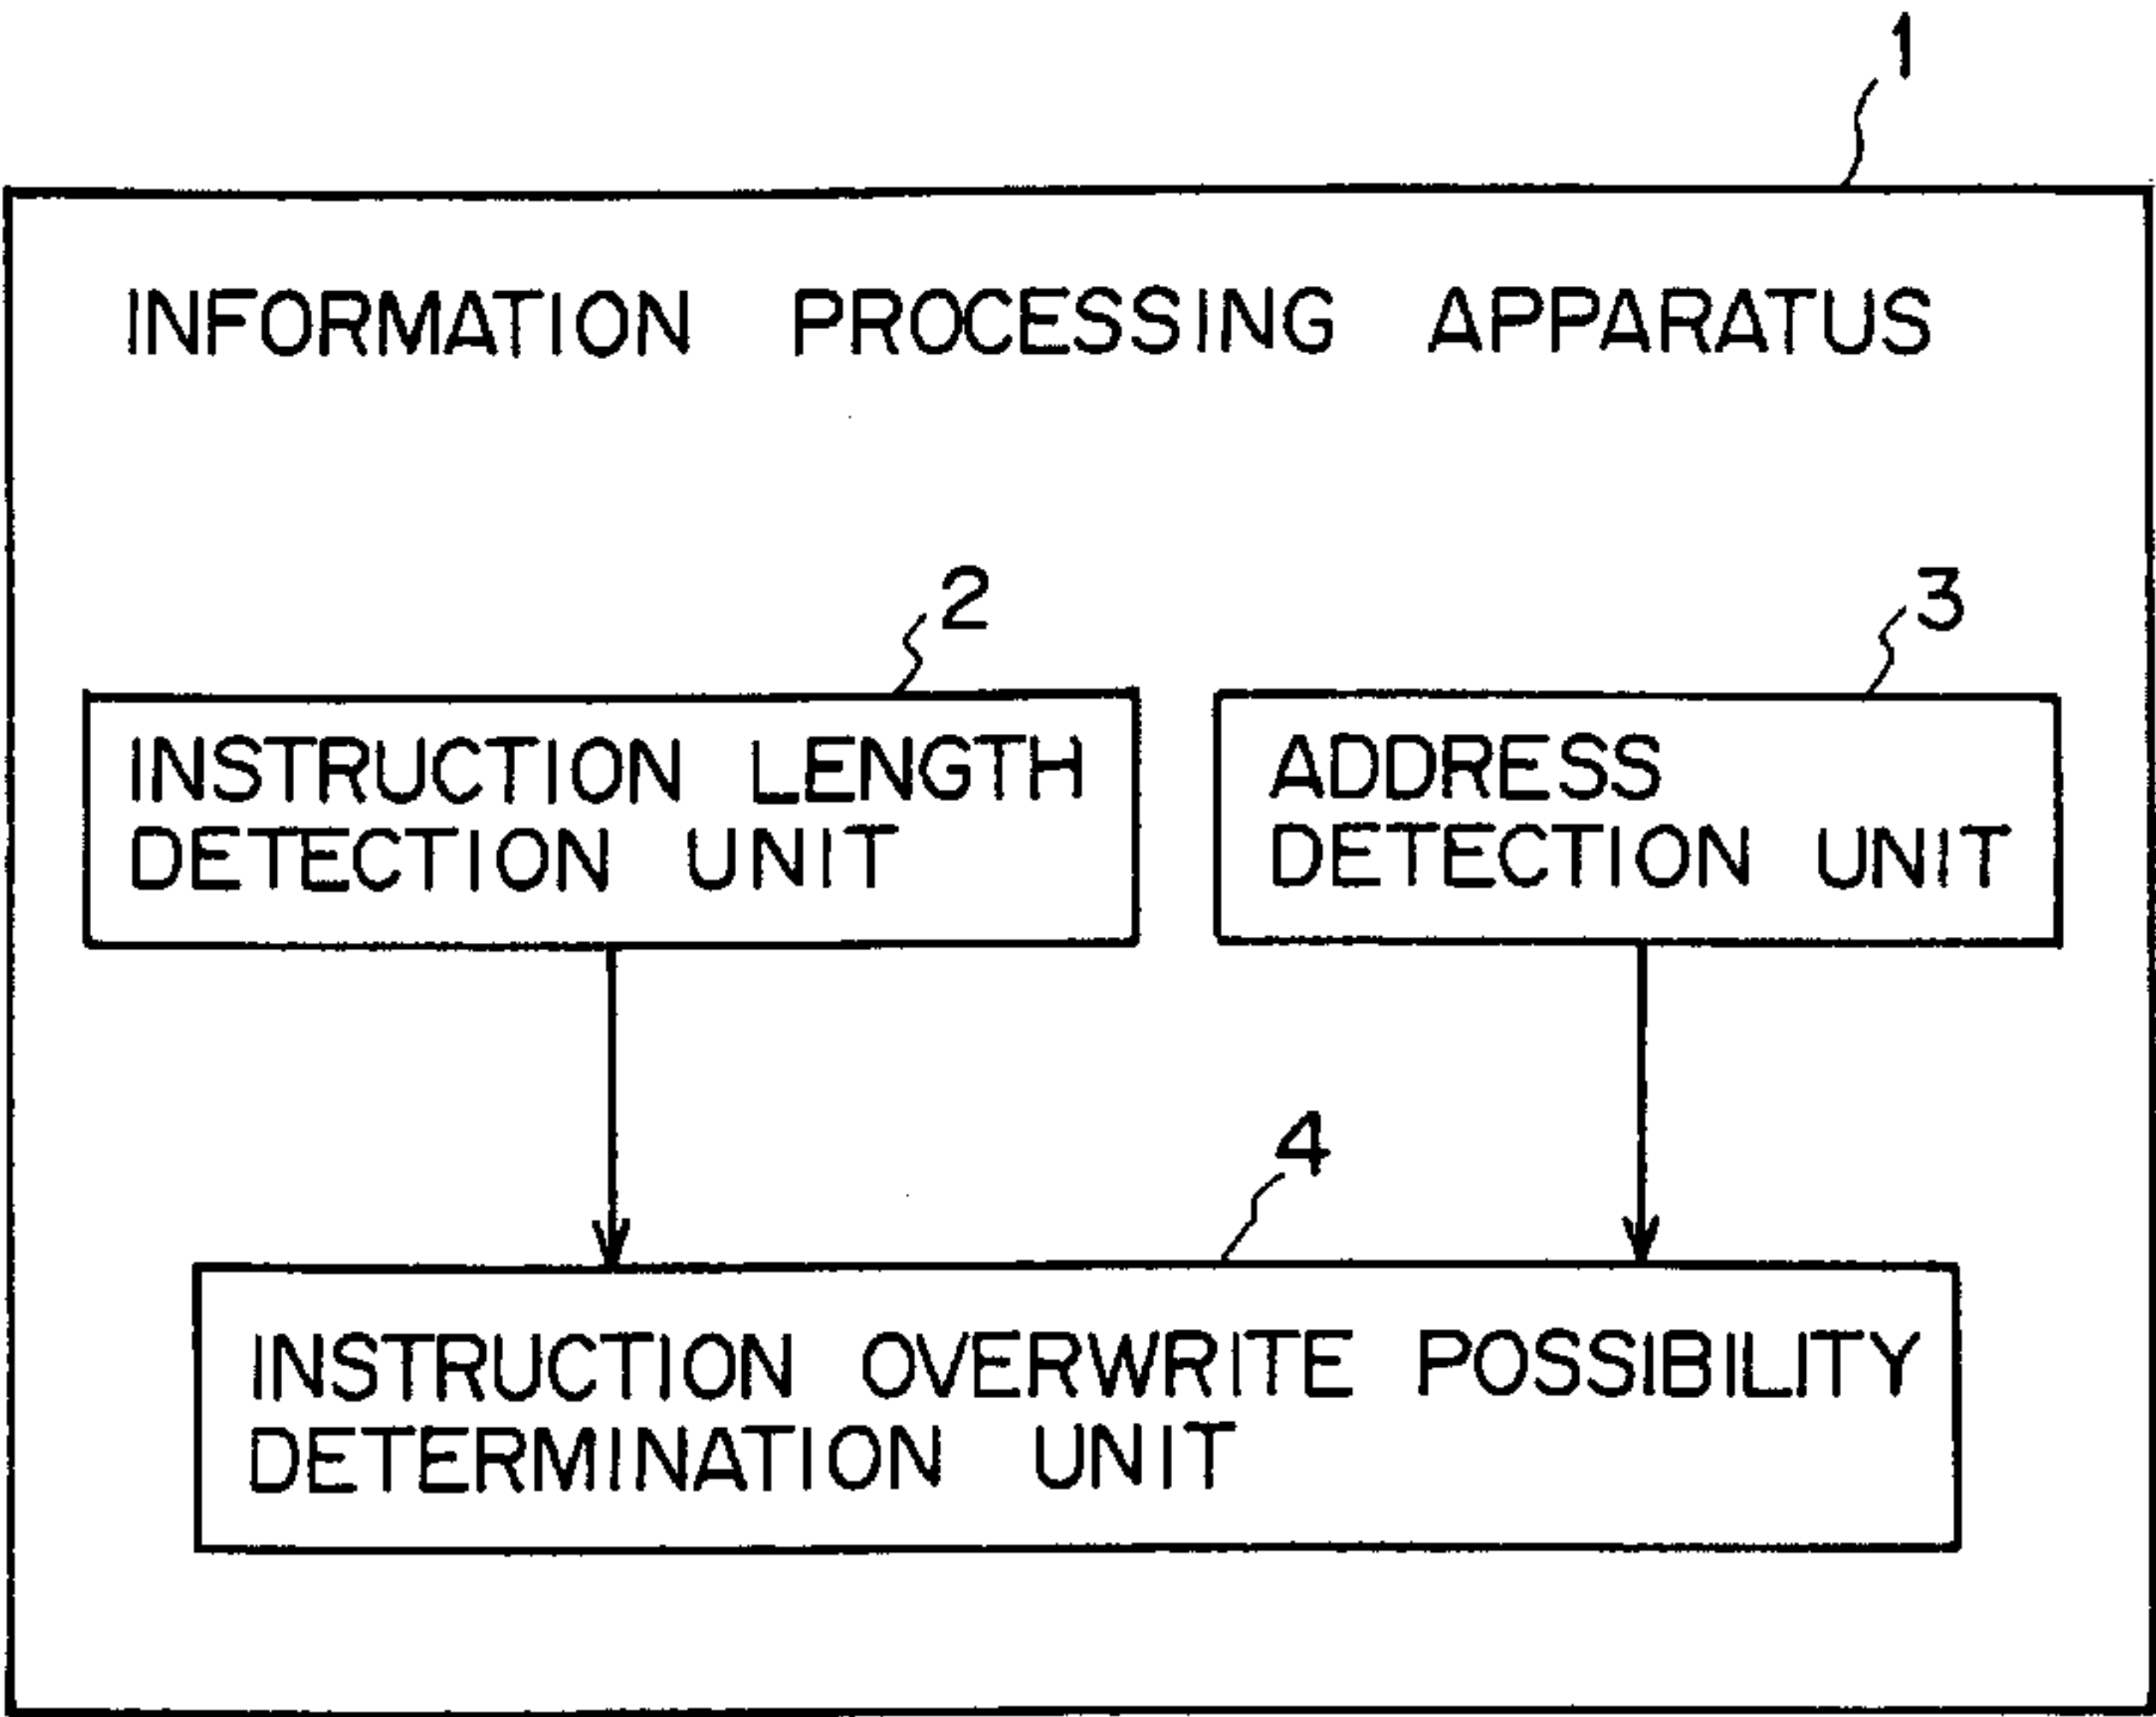 1
INFORMATION PROCESSING APPARATUS
2
3
INSTRUCTION LENGTH
DETECTION UNIT
ADDRESS
DETECTION UNIT
4
INSTRUCTION OVERWRITE POSSIBILITY
DETERMINATION UNIT